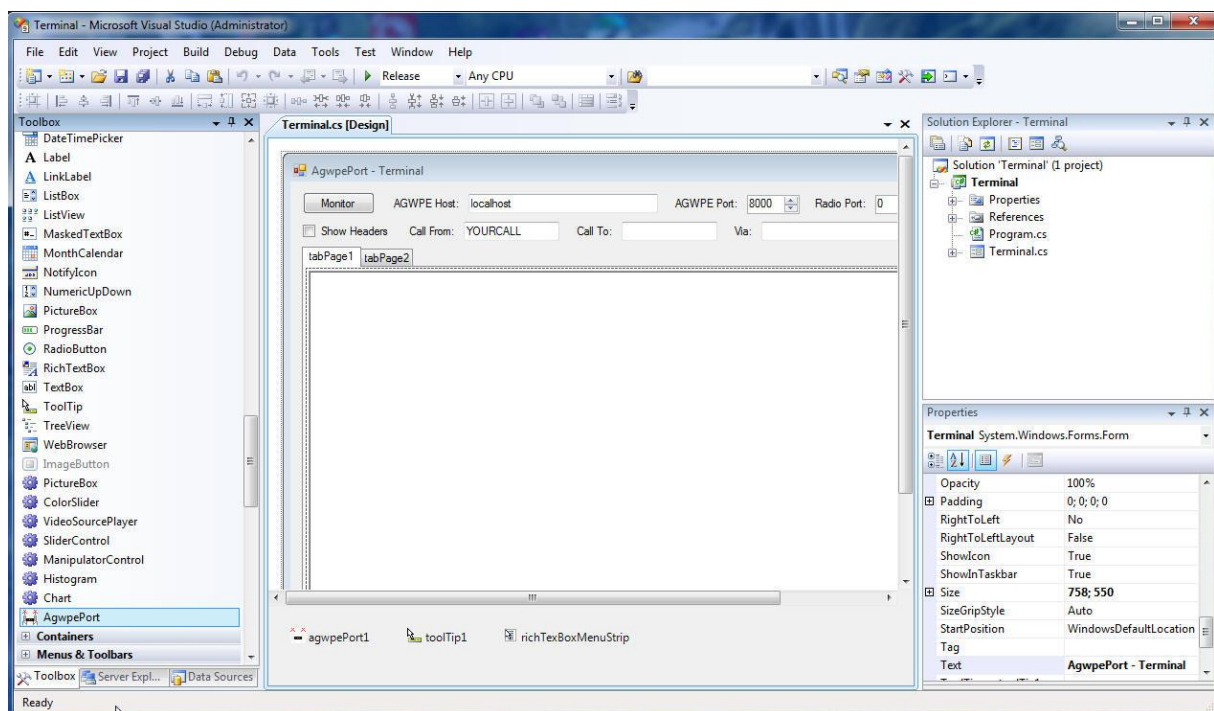 Terminal - Microsoft Visual Studio (Administrator)
File Edit View Project Build Debug Data Tools Test Window Help
Release Any CPU
Toolbox
DateTimePicker
Label
LinkLabel
ListBox
ListView
MaskedTextBox
MonthCalendar
NotifyIcon
NumericUpDown
PictureBox
ProgressBar
RadioButton
RichTextBox
TextBox
ToolTip
TreeView
WebBrowser
ImageButton
PictureBox
ColorSlider
VideoSourcePlayer
SliderControl
ManipulatorControl
Histogram
Chart
AgwpePort
Containers
Menus & Toolbars
Toolbox Server Expl... Data Sources
Terminal.cs [Design]
AgwpePort - Terminal
Monitor AGWPE Host: localhost AGWPE Port: 8000 Radio Port: 0
Show Headers Call From: YOURCALL Call To: Via:
tabPage1 tabPage2
agwpePort1 toolTip1 richTexBoxMenuStrip
Solution Explorer - Terminal
Solution 'Terminal' (1 project)
Terminal
Properties
References
Program.cs
Terminal.cs
Properties
Terminal System.Windows.Forms.Form
Opacity 100%
Padding 0; 0; 0; 0
RightToLeft No
RightToLeftLayout False
ShowIcon True
ShowInTaskbar True
Size 758; 550
SizeGripStyle Auto
StartPosition WindowsDefaultLocation
Tag
Text AgwpePort - Terminal
Ready